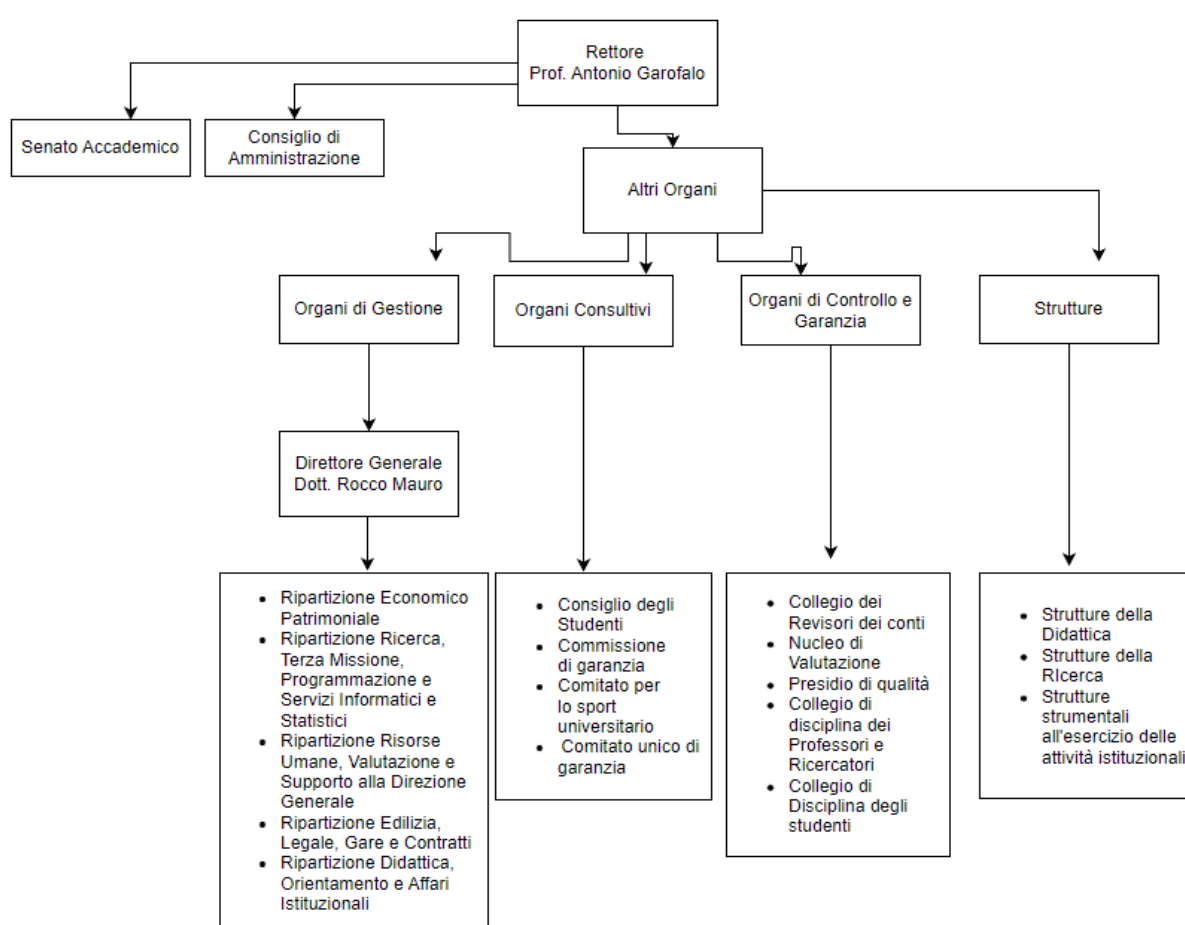 Rettore
Prof. Antonio Garofalo
Senato Accademico
Consiglio di
Amministrazione
Altri Organi
Organi di Gestione
Organi Consultivi
Organi di Controllo e
Garanzia
Strutture
Direttore Generale
Dott. Rocco Mauro
• Ripartizione Economico
Patrimoniale
• Ripartizione Ricerca,
Terza Missione,
Programmazione e
Servizi Informatici e
Statistici
• Ripartizione Risorse
Umane, Valutazione e
Supporto alla Direzione
Generale
• Ripartizione Edilizia,
Legale, Gare e Contratti
• Ripartizione Didattica,
Orientamento e Affari
Istituzionali
• Consiglio degli
Studenti
• Commissione
di garanzia
• Comitato per
lo sport
universitario
• Comitato unico di
garanzia
• Collegio dei
Revisori dei conti
• Nucleo di
Valutazione
• Presidio di qualità
• Collegio di
disciplina dei
Professori e
Ricercatori
• Collegio di
Disciplina degli
studenti
• Strutture della
Didattica
• Strutture della
RIcerca
• Strutture
strumentali
all'esercizio delle
attività istituzionali